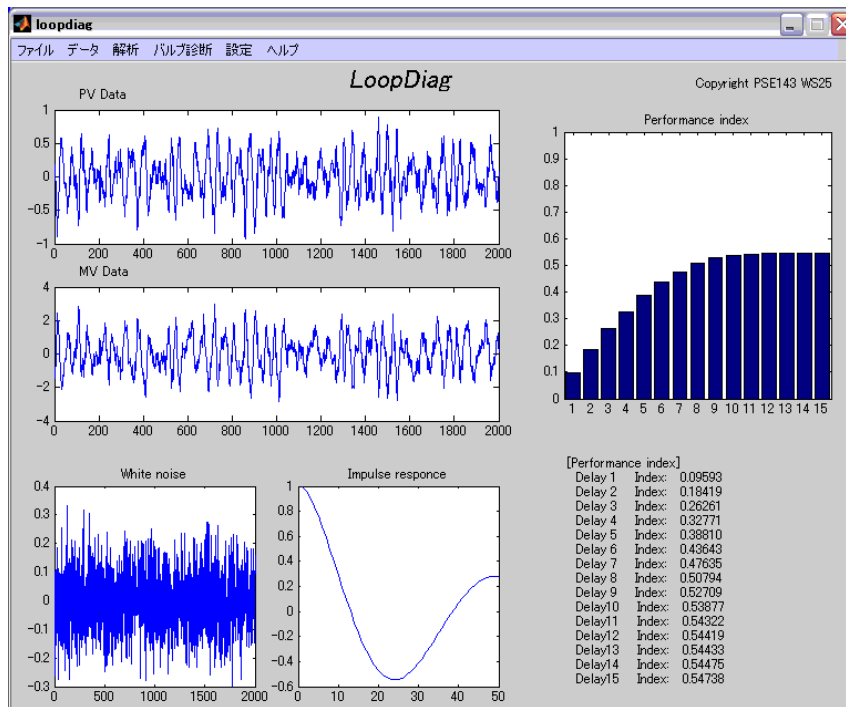 loopdiag
ファイル データ 解析 バルブ診断 設定 ヘルプ
LoopDiag
Copyright PSE143 WS25
PV Data
1
0.5
0
-0.5
-1
0 200 400 600 800 1000 1200 1400 1600 1800 2000
MV Data
4
2
0
-2
-4
0 200 400 600 800 1000 1200 1400 1600 1800 2000
Performance index
1
0.9
0.8
0.7
0.6
0.5
0.4
0.3
0.2
0.1
0
1 2 3 4 5 6 7 8 9 10 11 12 13 14 15
White noise
0.4
0.3
0.2
0.1
0
-0.1
-0.2
-0.3
0 500 1000 1500 2000
Impulse responce
1
0.8
0.6
0.4
0.2
0
-0.2
-0.4
-0.6
0 10 20 30 40 50
[Performance index]
Delay 1 Index: 0.09593
Delay 2 Index: 0.18419
Delay 3 Index: 0.26261
Delay 4 Index: 0.32771
Delay 5 Index: 0.38810
Delay 6 Index: 0.43643
Delay 7 Index: 0.47635
Delay 8 Index: 0.50794
Delay 9 Index: 0.52709
Delay10 Index: 0.53877
Delay11 Index: 0.54322
Delay12 Index: 0.54419
Delay13 Index: 0.54433
Delay14 Index: 0.54475
Delay15 Index: 0.54738